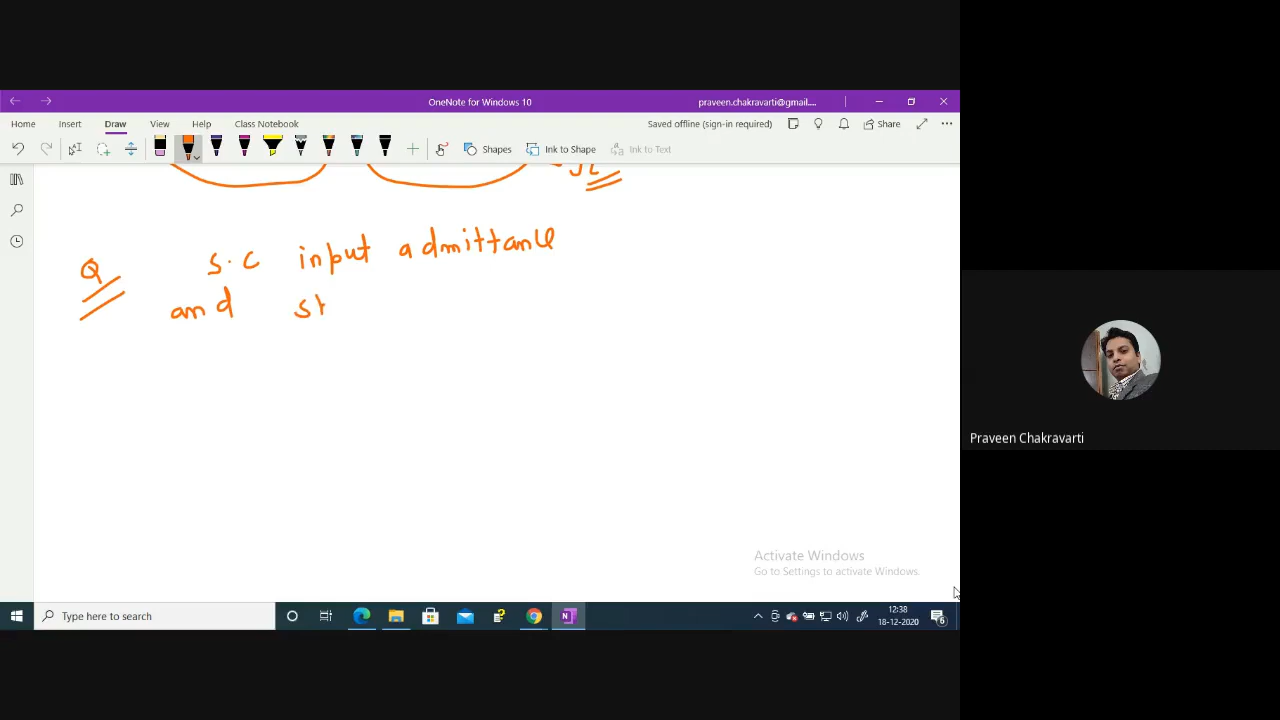 OneNote for Windows 10
praveen.chakravarti@gmail....
Home Insert Draw View Help Class Notebook
Saved offline (sign-in required) Share
Shapes Ink to Shape Ink to Text
Q s.c input admittance
and
Activate Windows
Go to Settings to activate Windows.
Praveen Chakravarti
Type here to search
12:38
18-12-2020
6